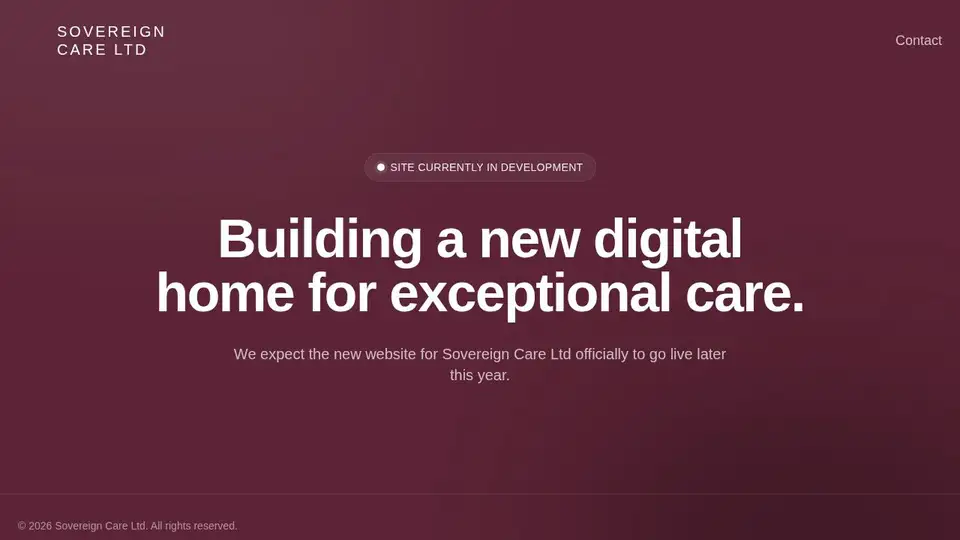 SOVEREIGN
CARE LTD
Contact
SITE CURRENTLY IN DEVELOPMENT
Building a new digital
home for exceptional care.
We expect the new website for Sovereign Care Ltd officially to go live later
this year.
© 2026 Sovereign Care Ltd. All rights reserved.